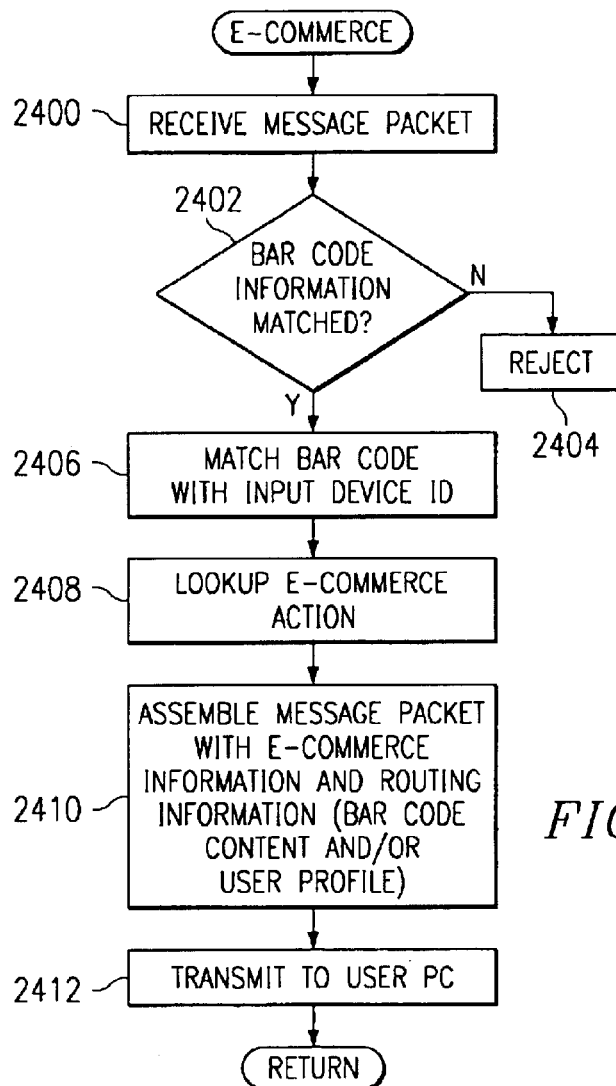 E-COMMERCE
2400
RECEIVE MESSAGE PACKET
2402
BAR CODE
INFORMATION
MATCHED?
N
REJECT
2404
Y
2406
MATCH BAR CODE
WITH INPUT DEVICE ID
2408
LOOKUP E-COMMERCE
ACTION
2410
ASSEMBLE MESSAGE PACKET
WITH E-COMMERCE
INFORMATION AND ROUTING
INFORMATION (BAR CODE
CONTENT AND/OR
USER PROFILE)
2412
TRANSMIT TO USER PC
RETURN